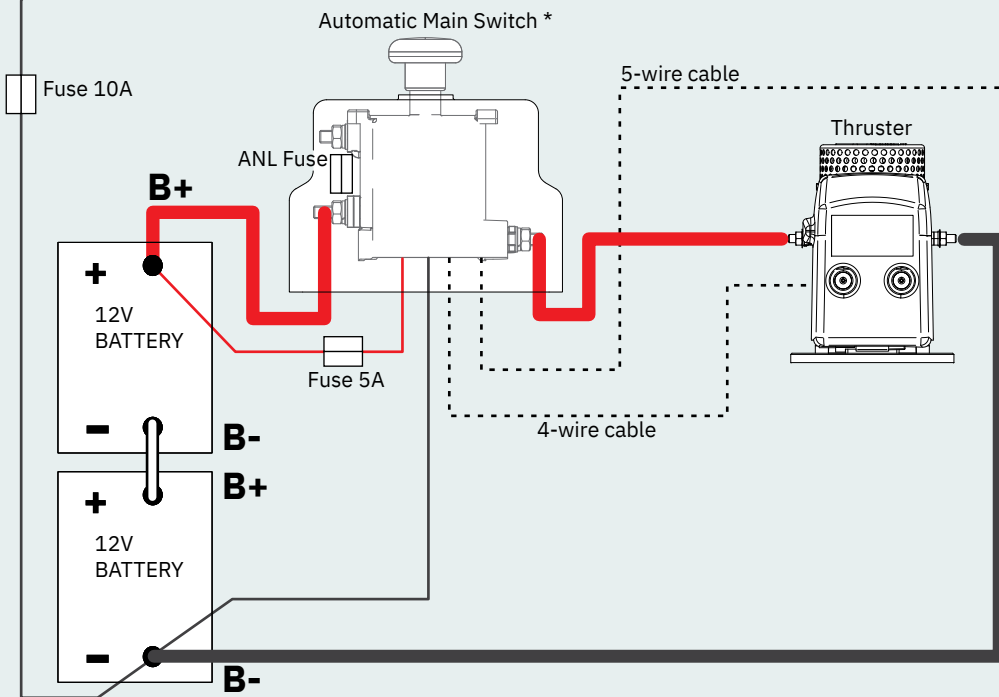 Automatic Main Switch *
5-wire cable
Fuse 10A
Thruster
ANL Fuse
B+
+
12V
BATTERY
Fuse 5A
4-wire cable
-
B-
+
B+
12V
BATTERY
-
B-